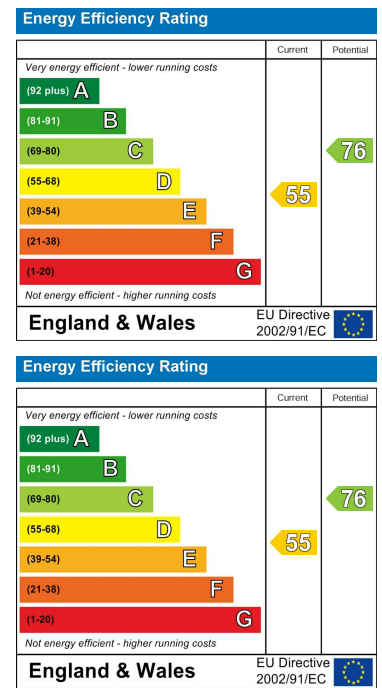 Energy Efficiency Rating
Current Potential
Very energy efficient - lower running costs
(92 plus) A
(81-91) B
(69-80) C 76
(55-68) D
55
(39-54) E
(21-38) F
(1-20) G
Not energy efficient - higher running costs
England & Wales EU Directive 2002/91/EC
Energy Efficiency Rating
Current Potential
Very energy efficient - lower running costs
(92 plus) A
(81-91) B
(69-80) C 76
(55-68) D
55
(39-54) E
(21-38) F
(1-20) G
Not energy efficient - higher running costs
England & Wales EU Directive 2002/91/EC